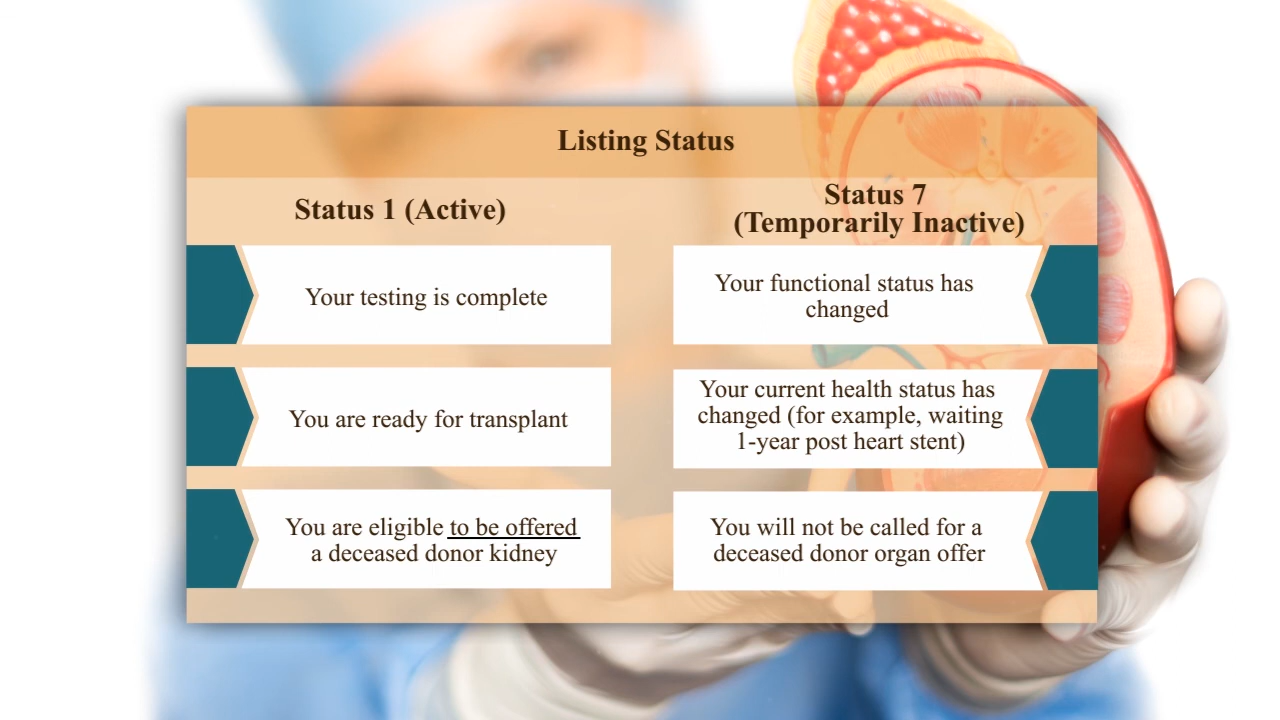 Listing Status
Status 1 (Active)
Your testing is complete
You are ready for transplant
You are eligible to be offered
a deceased donor kidney
Status 7
(Temporarily Inactive)
Your functional status has
changed
Your current health status has
changed (for example, waiting
1-year post heart stent)
You will not be called for a
deceased donor organ offer